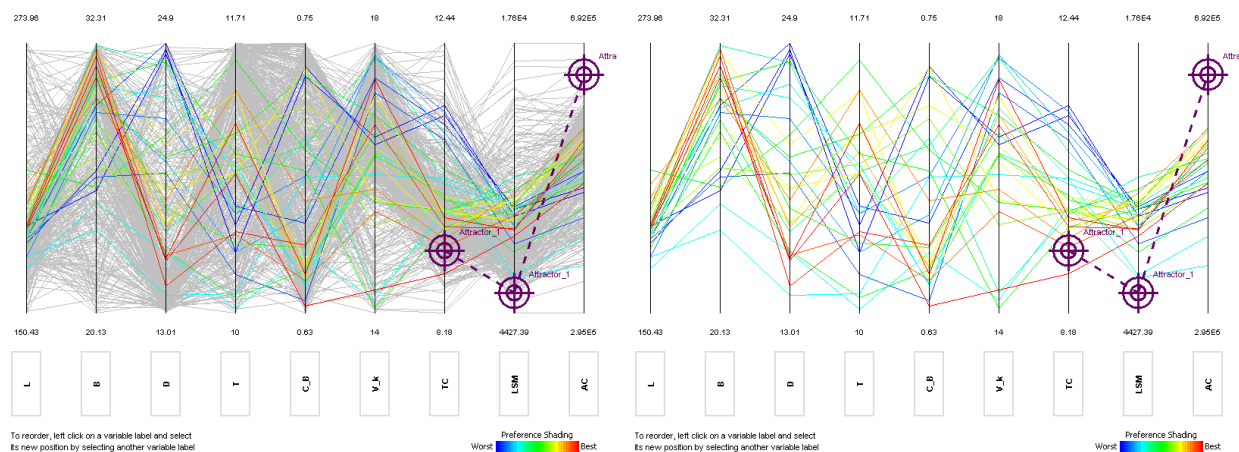 273.96 32.31 24.9 11.71 0.75 18 12.44 1.76E4 6.92E5
Attra
Attractor_1
Attractor_1
150.43 20.13 13.01 10 0.63 14 8.18 4427.39 2.95E5
L B D T C_B V_k TC LSM AC
To reorder, left click on a variable label and select
its new position by selecting another variable label
Preference Shading
Worst Best
273.96 32.31 24.9 11.71 0.75 18 12.44 1.76E4 6.92E5
Attra
Attractor_1
Attractor_1
150.43 20.13 13.01 10 0.63 14 8.18 4427.39 2.95E5
L B D T C_B V_k TC LSM AC
To reorder, left click on a variable label and select
its new position by selecting another variable label
Preference Shading
Worst Best